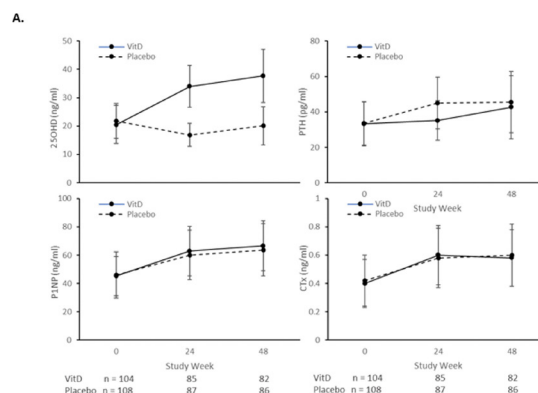 A.
VitD
Placebo
50
40
30
20
10
0
25OHD (ng/ml)
VitD
Placebo
80
60
40
20
0
PTH (pg/ml)
0 24 48
Study Week
VitD
Placebo
100
80
60
40
20
0
P1NP (ng/ml)
0 24 48
Study Week
VitD
Placebo
1
0.8
0.6
0.4
0.2
0
CTx (ng/ml)
0 24 48
Study Week
VitD n = 104 85 82
Placebo n = 108 87 86
VitD n = 104 85 82
Placebo n = 108 87 86